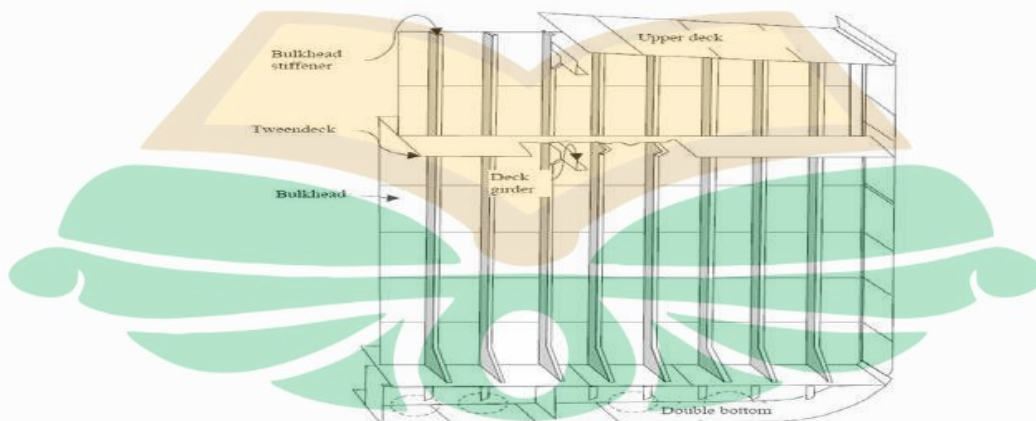 Upper deck
Bulkhead
stiffener
Tweendeck
Deck
girder
Bulkhead
Double bottom